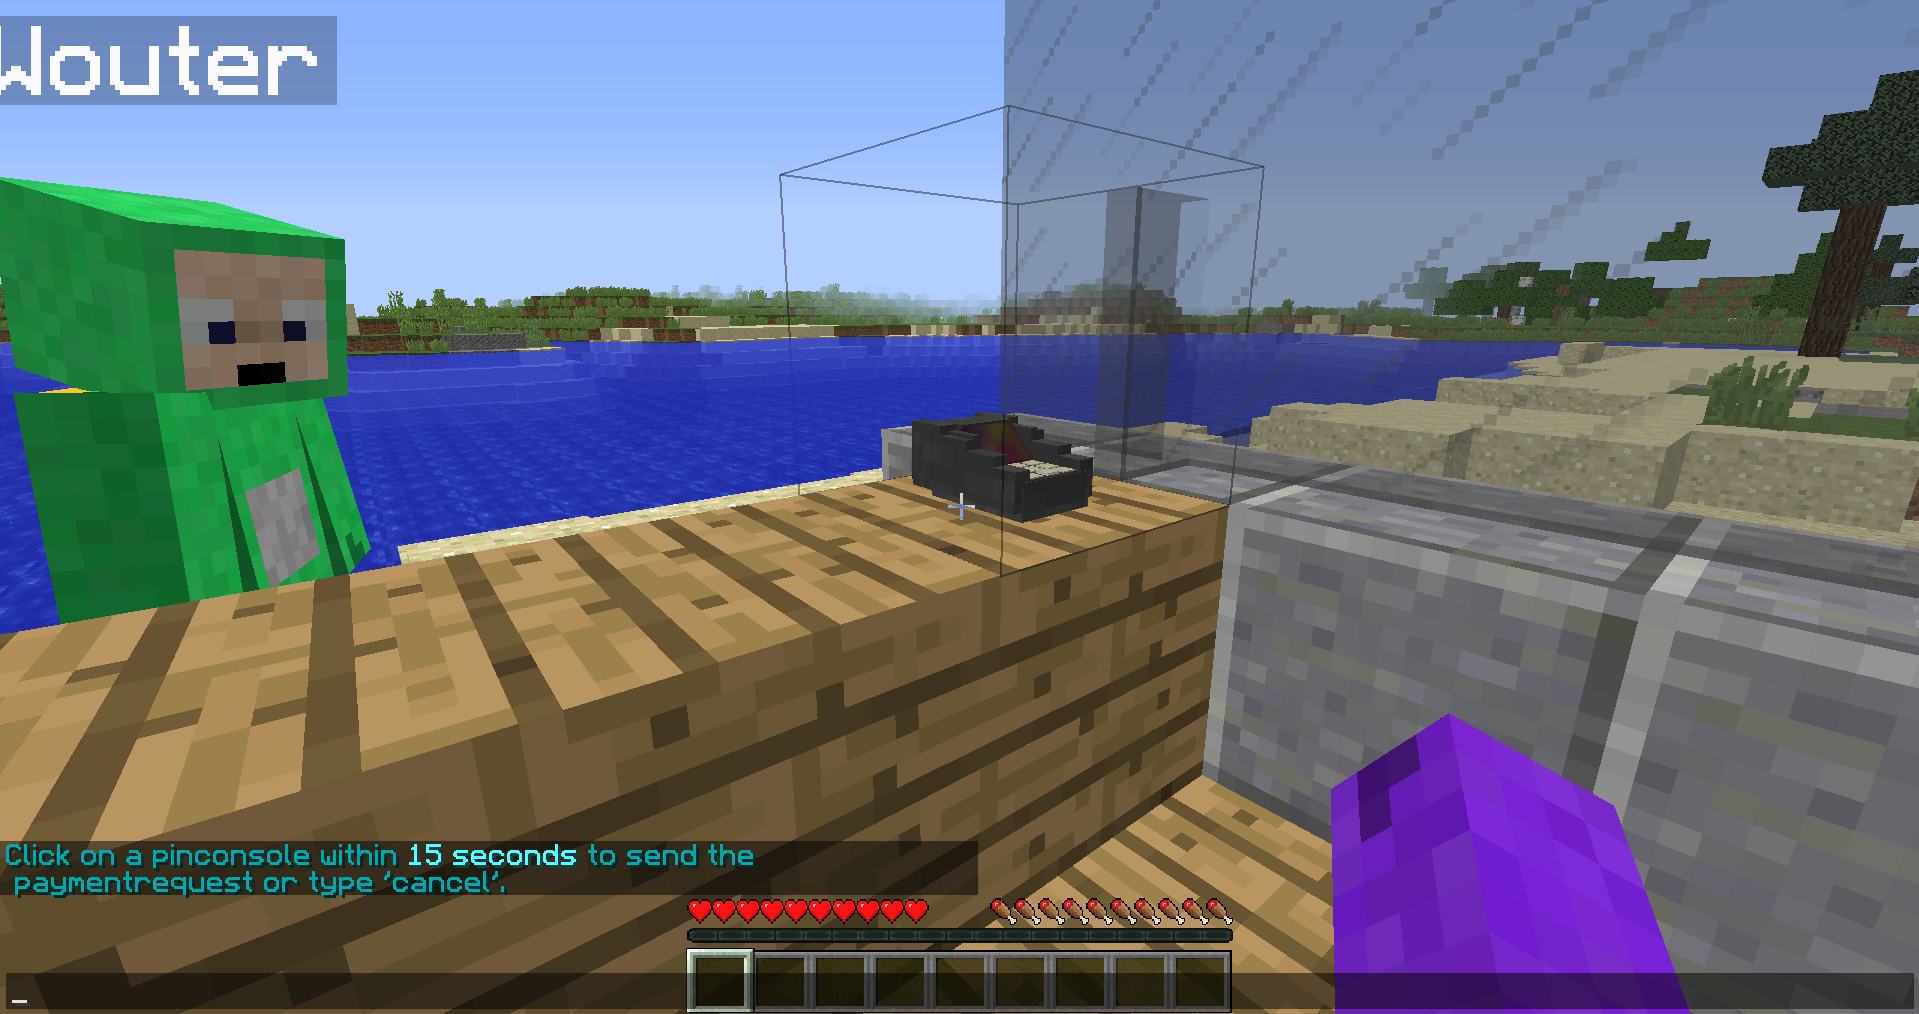 Wouter
Click on a pinconsole within 15 seconds to send the
paymentrequest or type 'cancel'.
_